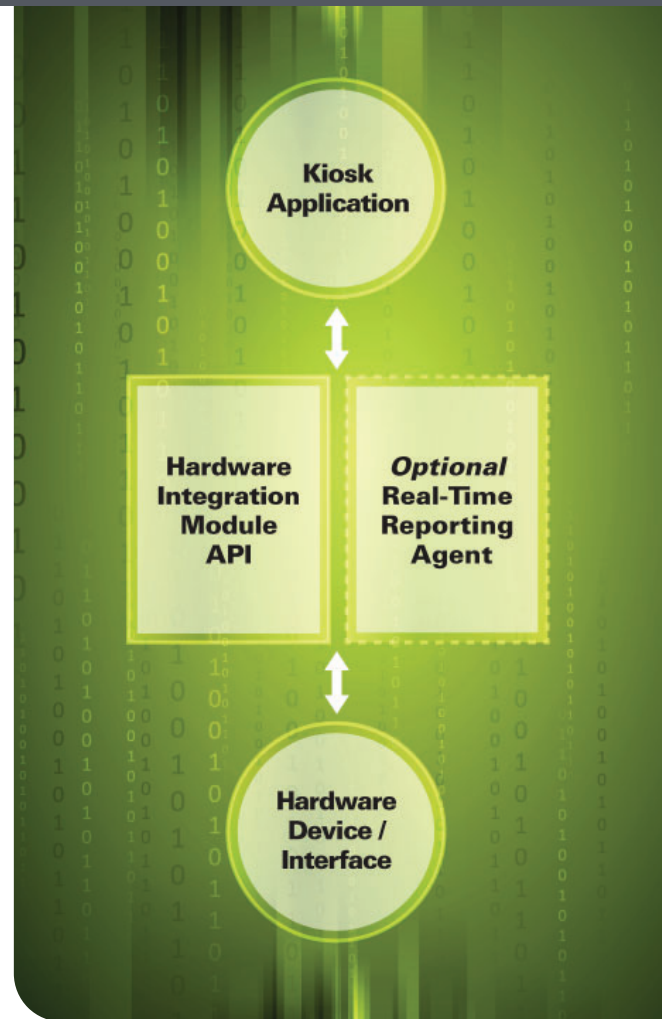 Kiosk
Application
Hardware
Integration
Module
API
Optional
Real-Time
Reporting
Agent
Hardware
Device /
Interface